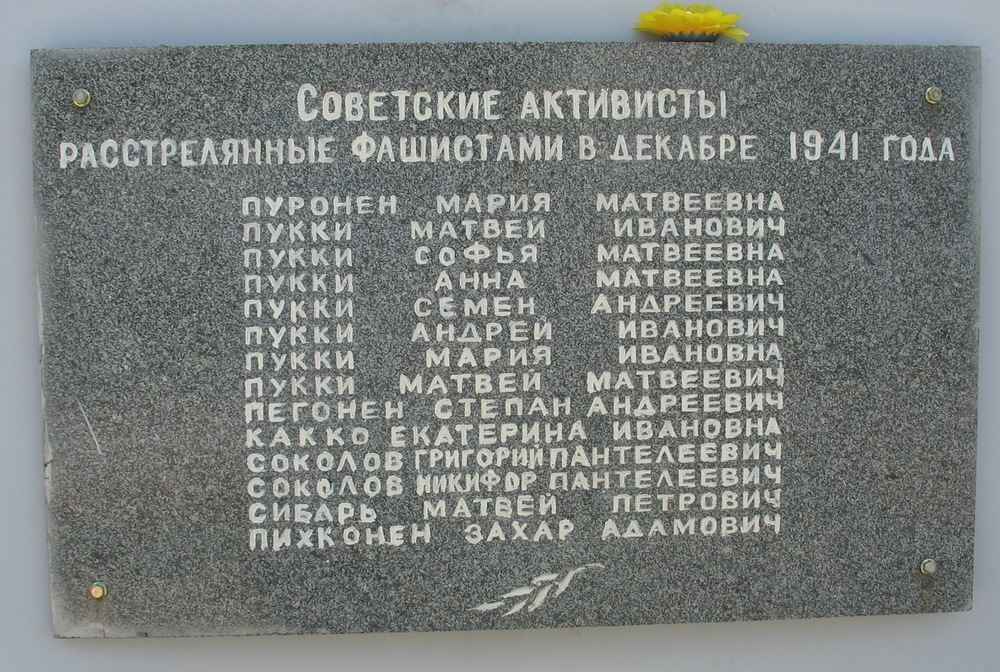 СОВЕТСКИЕ АКТИВИСТЫ
РАССТРЕЛЯННЫЕ ФАШИСТАМИ В ДЕКАБРЕ 1941 ГОДА
ПУРОНЕН МАРИЯ МАТВЕЕВНА
ПУККИ МАТВЕЙ ИВАНОВИЧ
ПУККИ СОФЬЯ МАТВЕЕВНА
ПУККИ АННА МАТВЕЕВНА
ПУККИ СЕМЕН АНДРЕЕВИЧ
ПУККИ АНДРЕЙ ИВАНОВИЧ
ПУККИ МАРИЯ ИВАНОВНА
ПУККИ МАТВЕЙ МАТВЕЕВИЧ
ПЕГОНЕН СТЕПАН АНДРЕЕВИЧ
КАККО ЕКАТЕРИНА ИВАНОВНА
СОКОЛОВ ГРИГОРИЙ ПАНТЕЛЕЕВИЧ
СОКОЛОВ НИКИФОР ПАНТЕЛЕЕВИЧ
СИБАРЬ МАТВЕЙ ПЕТРОВИЧ
ПИХКОНЕН ЗАХАР АДАМОВИЧ